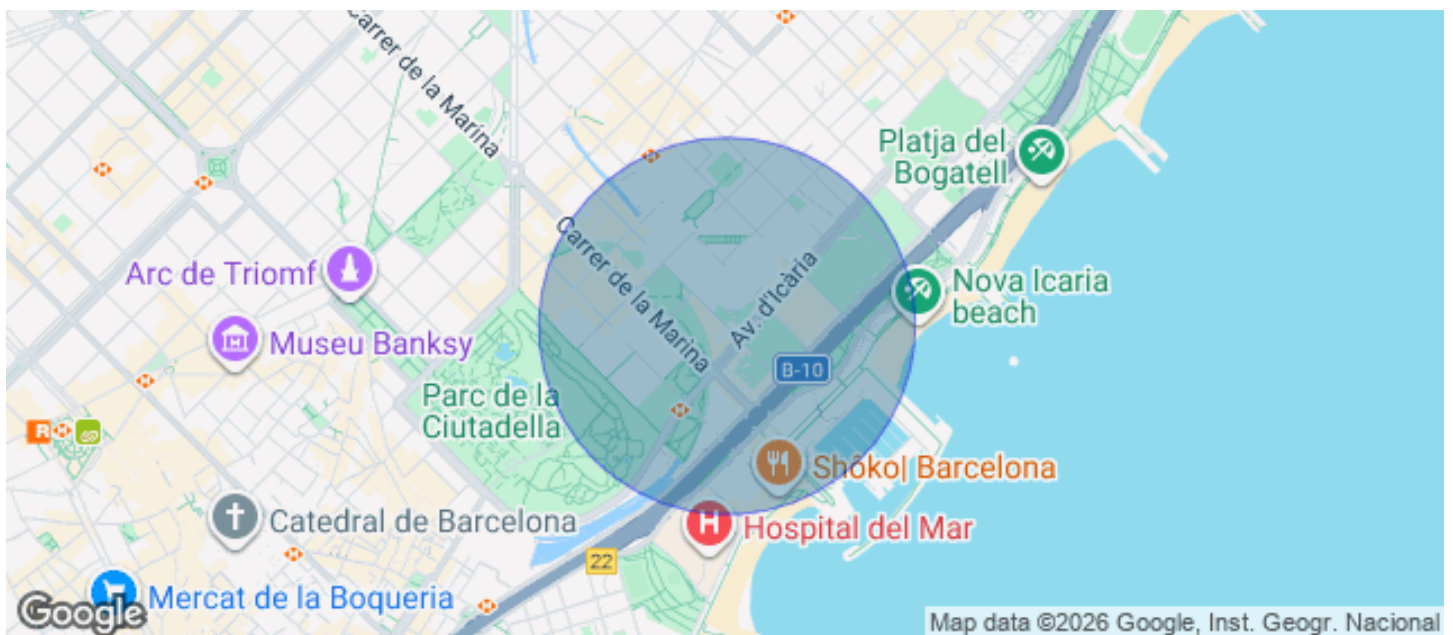 Carrer de la Marina
Platja del
Bogatell
Arc de Triomf
Carrer de la Marina
Av. d'Icària
Nova Icaria
beach
Museu Banksy
B-10
Parc de la
Ciutadella
R
Shôko| Barcelona
Catedral de Barcelona
H
Hospital del Mar
22
Mercat de la Boqueria
Google
Map data ©2026 Google, Inst. Geogr. Nacional